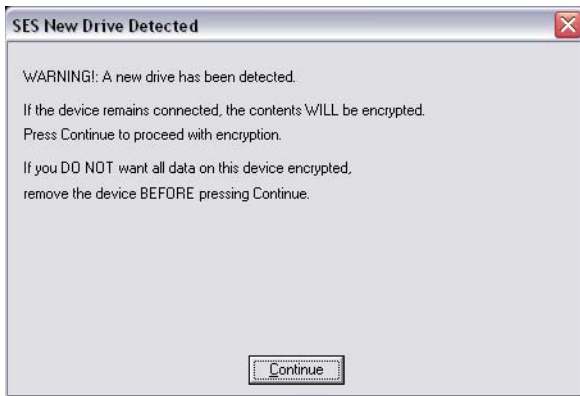 SES New Drive Detected
WARNING!: A new drive has been detected.
If the device remains connected, the contents WILL be encrypted.
Press Continue to proceed with encryption.
If you DO NOT want all data on this device encrypted,
remove the device BEFORE pressing Continue.
Continue